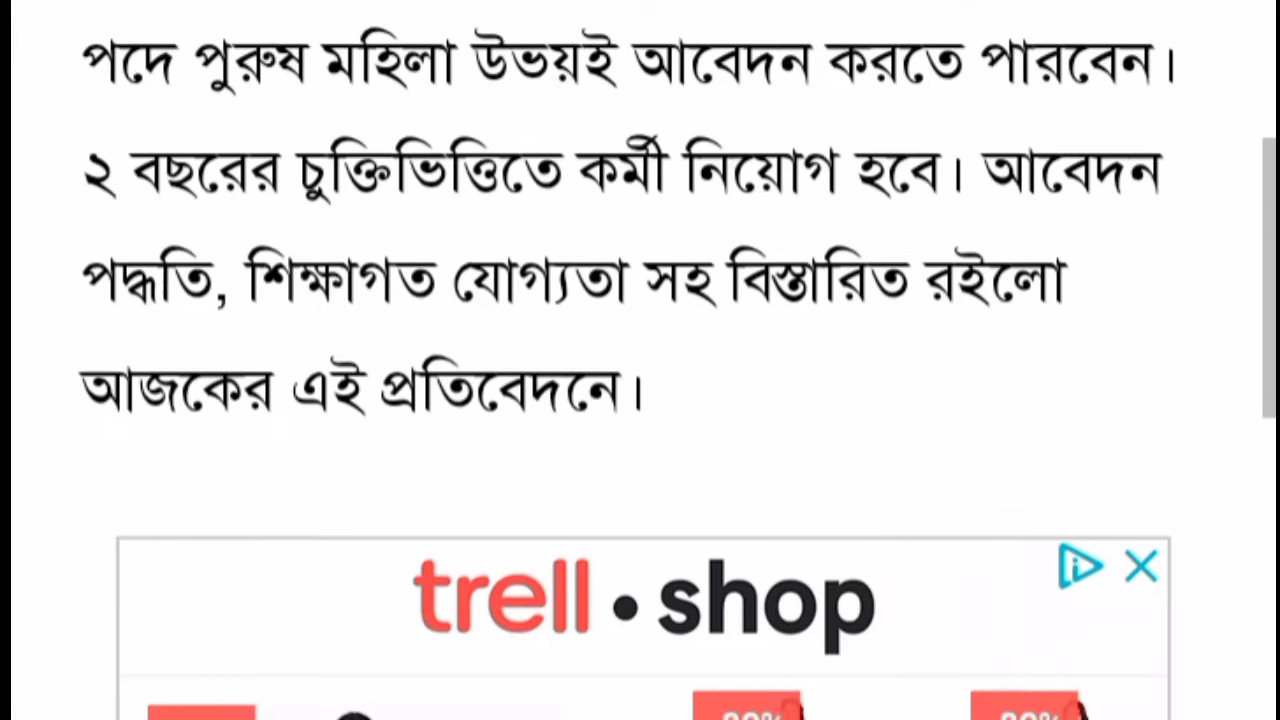 পদে পুরুষ মহিলা উভয়ই আবেদন করতে পারবেন।
২ বছরের চুক্তিভিত্তিতে কর্মী নিয়োগ হবে। আবেদন
পদ্ধতি, শিক্ষাগত যোগ্যতা সহ বিস্তারিত রইলো
আজকের এই প্রতিবেদনে।
trell • shop